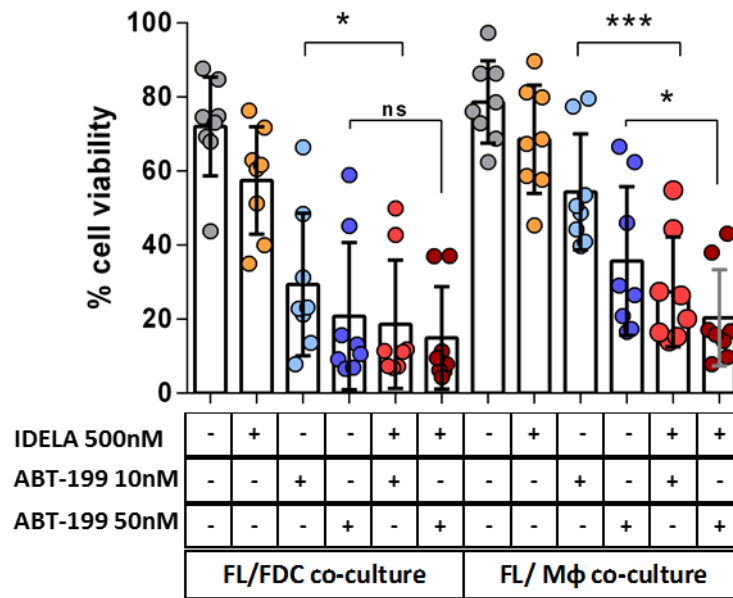 % cell viability
100
80
60
40
20
0
*
ns
***
*
IDELA 500nM - + - - + + - + - - + +
ABT-199 10nM - - + - + - - - + - + -
ABT-199 50nM - - - + - + - - - + - +
FL/FDC co-culture FL/ Mɸ co-culture